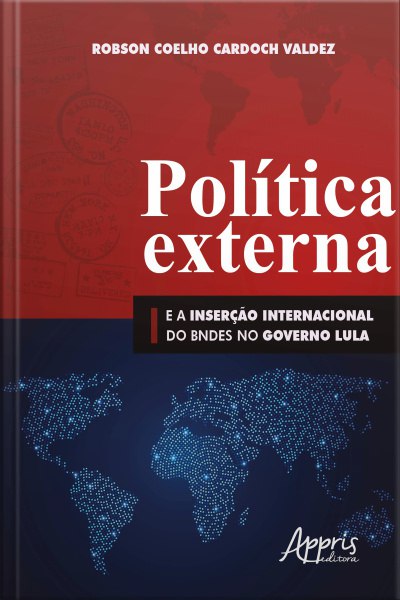 ROBSON COELHO CARDOCH VALDEZ
Política
externa
E A INSERÇÃO INTERNACIONAL
DO BNDES NO GOVERNO LULA
Appris
editora